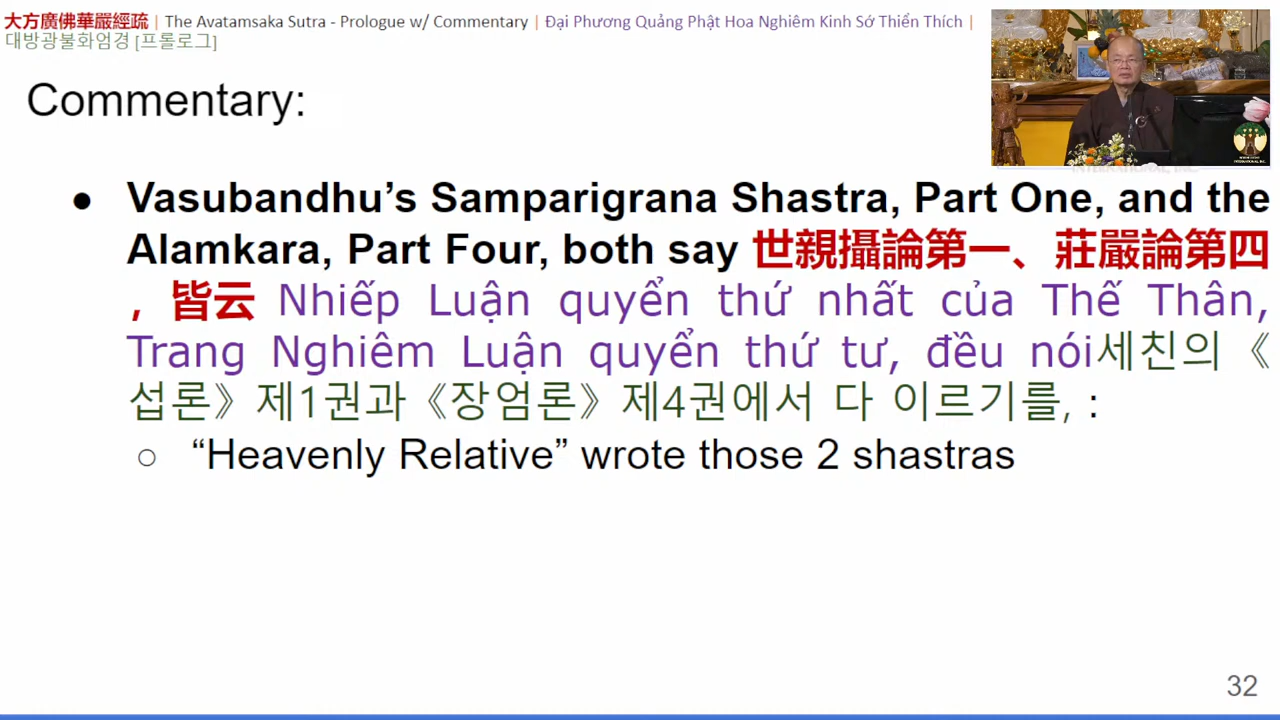 大方廣佛華嚴經疏 | The Avatamsaka Sutra - Prologue w/ Commentary | Đại Phương Quảng Phật Hoa Nghiêm Kinh Sớ Thiển Thích |
대방광불화엄경 [프롤로그]
Commentary:
● Vasubandhu’s Samparigrana Shastra, Part One, and the
Alamkara, Part Four, both say 世親攝論第一、莊嚴論第四
，皆云 Nhiếp Luận quyển thứ nhất của Thế Thân,
Trang Nghiêm Luận quyển thứ tư, đều nói세친의《
섭론》제1권과《장엄론》제4권에서 다 이르기를, :
○ “Heavenly Relative” wrote those 2 shastras
32